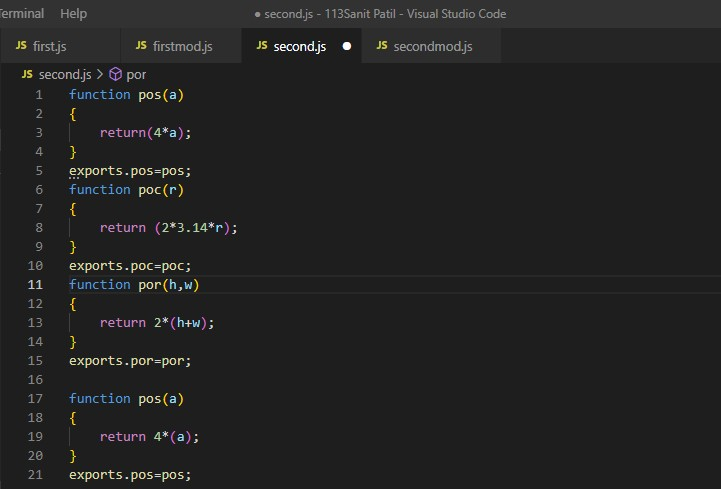 Terminal Help ● second.js - 113Sanit Patil - Visual Studio Code
JS first.js JS firstmod.js JS second.js ● JS secondmod.js
JS second.js > por
1 function pos(a)
2 {
3 return(4*a);
4 }
5 exports.pos=pos;
6 function poc(r)
7 {
8 return (2*3.14*r);
9 }
10 exports.poc=poc;
11 function por(h,w)
12 {
13 return 2*(h+w);
14 }
15 exports.por=por;
16
17 function pos(a)
18 {
19 return 4*(a);
20 }
21 exports.pos=pos;